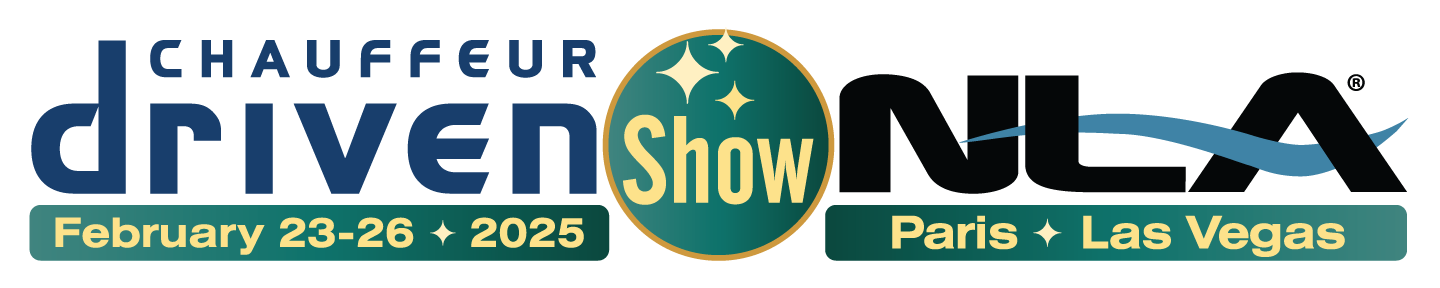 CHAUFFEUR
driven
Show
NLA®
February 23-26 ✦ 2025
Paris ✦ Las Vegas